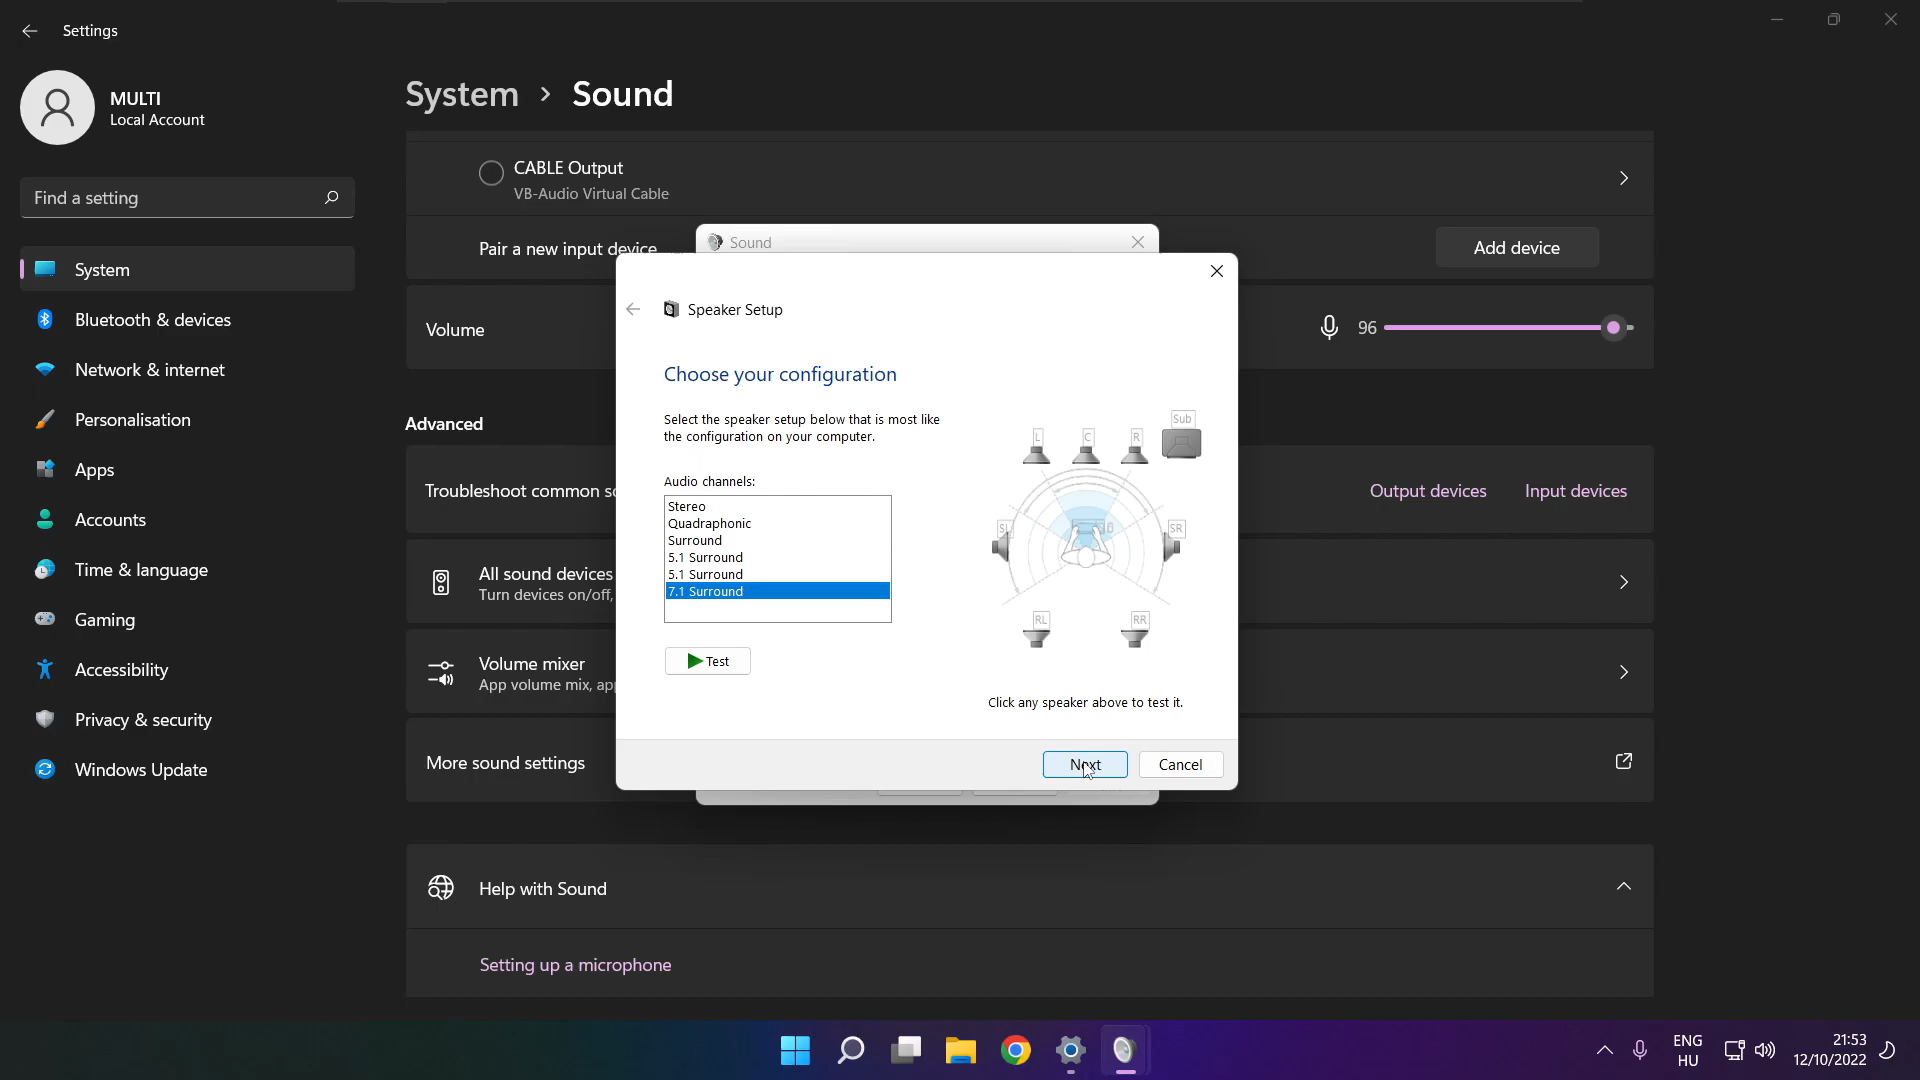 Settings
MULTI
Local Account
Find a setting
System
Bluetooth & devices
Network & internet
Personalisation
Apps
Accounts
Time & language
Gaming
Accessibility
Privacy & security
Windows Update
System > Sound
CABLE Output
VB-Audio Virtual Cable
Pair a new input device
Add device
Volume
96
Advanced
Troubleshoot common
Output devices
Input devices
All sound devices
Turn devices on/off,
Volume mixer
App volume mix,
More sound settings
Help with Sound
Setting up a microphone
Sound
Speaker Setup
Choose your configuration
Select the speaker setup below that is most like
the configuration on your computer.
Audio channels:
Stereo
Quadraphonic
Surround
5.1 Surround
5.1 Surround
7.1 Surround
Test
L
C
R
Sub
SL
SR
RL
RR
Click any speaker above to test it.
Next
Cancel
ENG
HU
21:53
12/10/2022